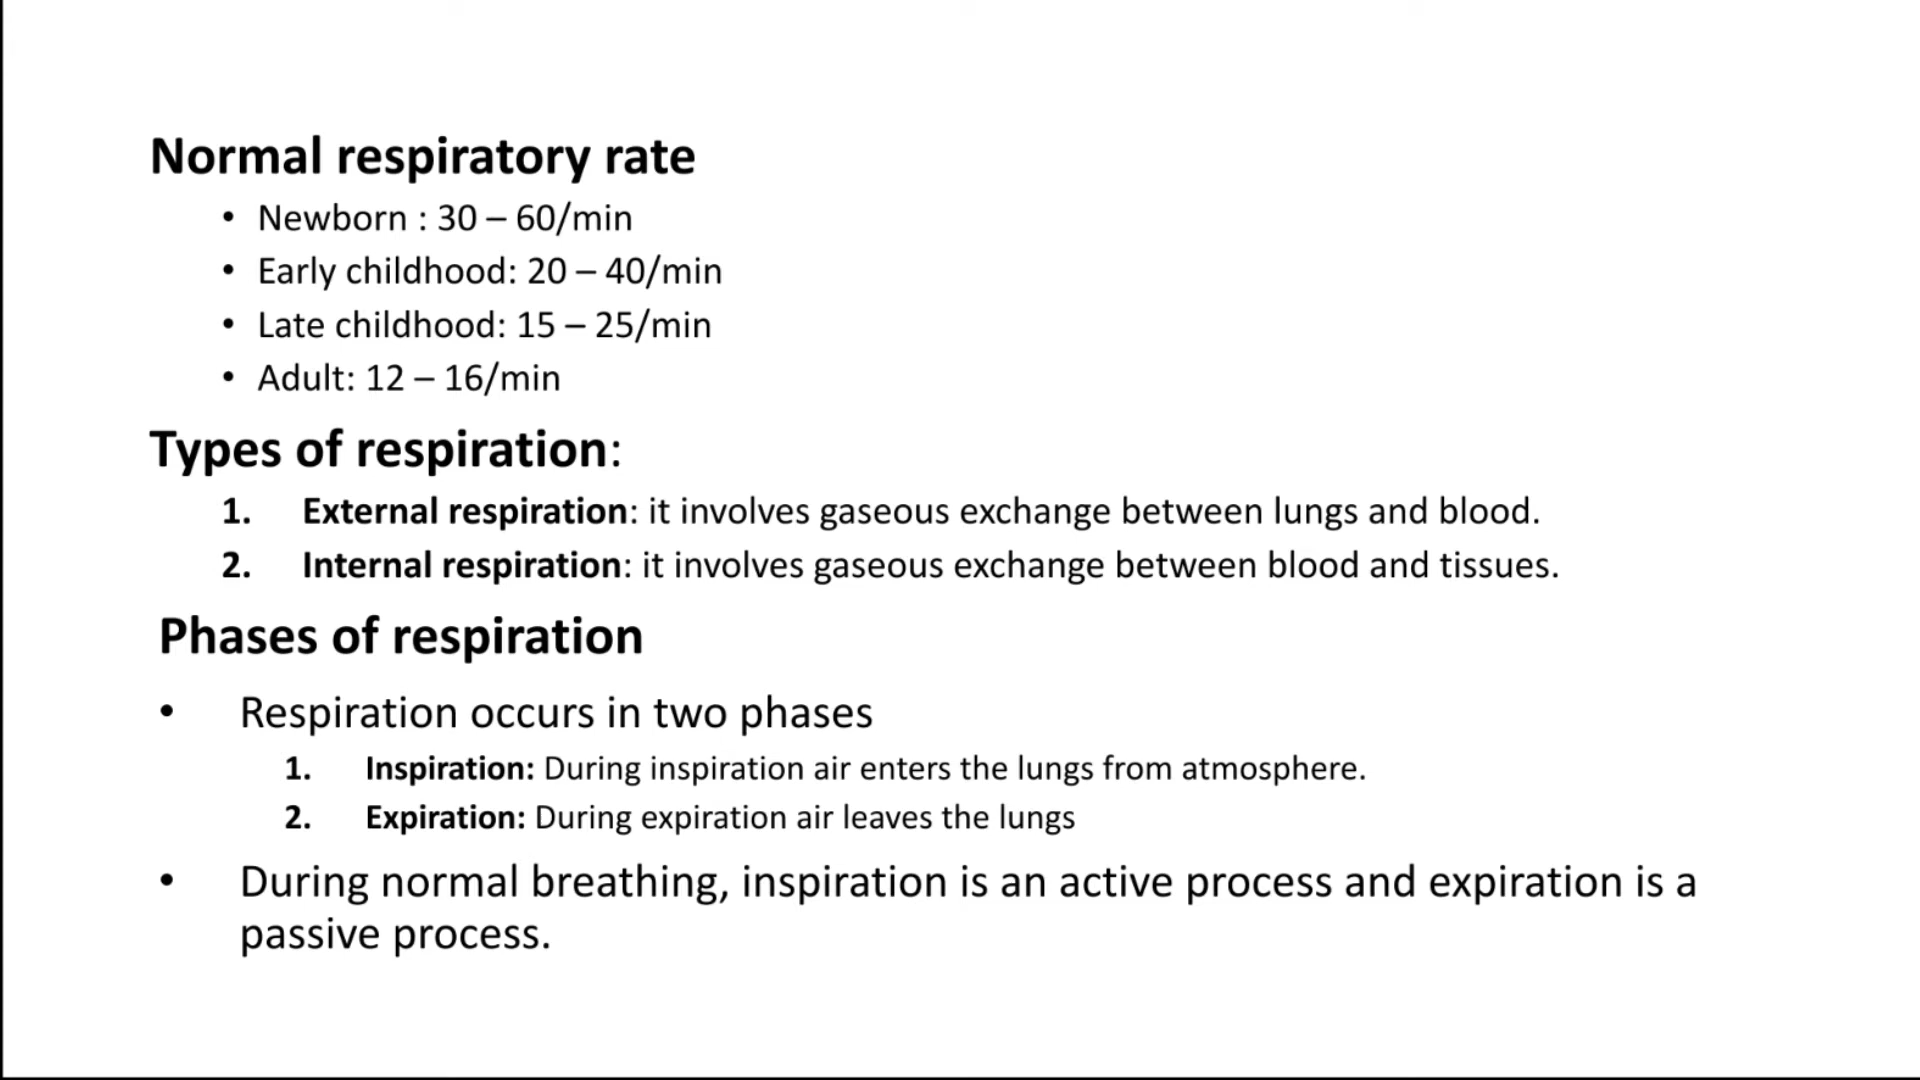 Normal respiratory rate
• Newborn : 30 – 60/min
• Early childhood: 20 – 40/min
• Late childhood: 15 – 25/min
• Adult: 12 – 16/min
Types of respiration:
1. External respiration: it involves gaseous exchange between lungs and blood.
2. Internal respiration: it involves gaseous exchange between blood and tissues.
Phases of respiration
• Respiration occurs in two phases
1. Inspiration: During inspiration air enters the lungs from atmosphere.
2. Expiration: During expiration air leaves the lungs
• During normal breathing, inspiration is an active process and expiration is a
passive process.